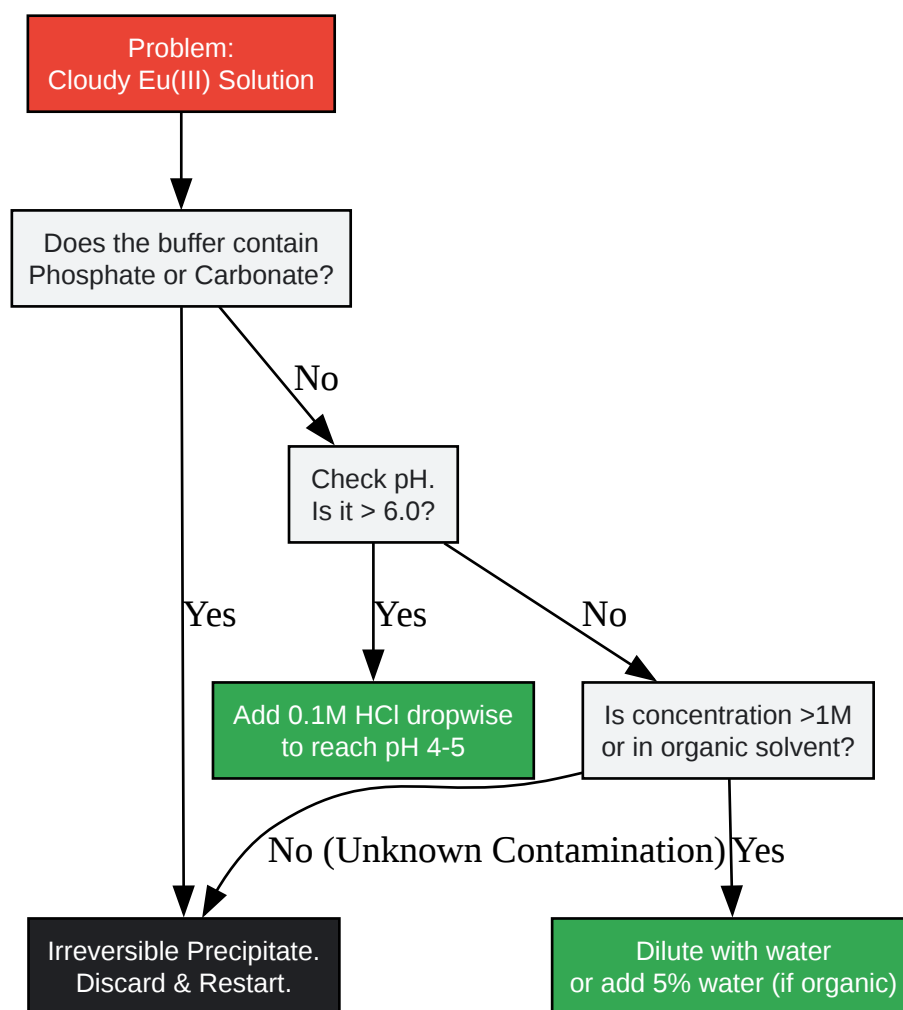 Problem:
Cloudy Eu(III) Solution
Does the buffer contain
Phosphate or Carbonate?
No
Check pH.
Is it > 6.0?
Yes
Yes
No
Add 0.1M HCl dropwise
to reach pH 4-5
Is concentration >1M
or in organic solvent?
No (Unknown Contamination)
Yes
Irreversible Precipitate.
Discard & Restart.
Dilute with water
or add 5% water (if organic)